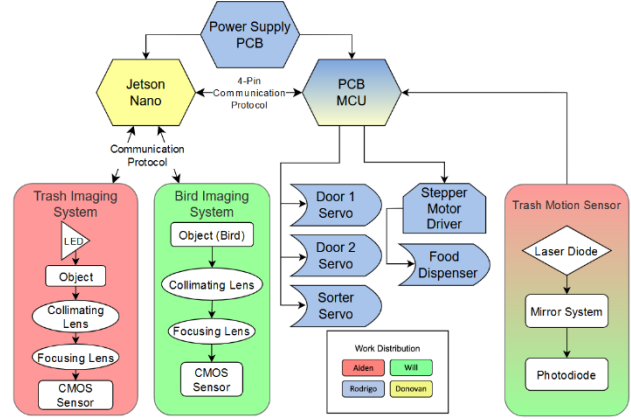 Power Supply
PCB
Jetson
Nano
4-Pin
Communication
Protocol
PCB
MCU
Communication
Protocol
Trash Imaging
System
LED
Object
Collimating
Lens
Focusing Lens
CMOS
Sensor
Bird Imaging
System
Object (Bird)
Collimating Lens
Focusing Lens
CMOS
Sensor
Door 1
Servo
Door 2
Servo
Sorter
Servo
Stepper
Motor
Driver
Food
Dispenser
Trash Motion Sensor
Laser Diode
Mirror System
Photodiode
Work Distribution
Aiden
Will
Rodrigo
Donovan